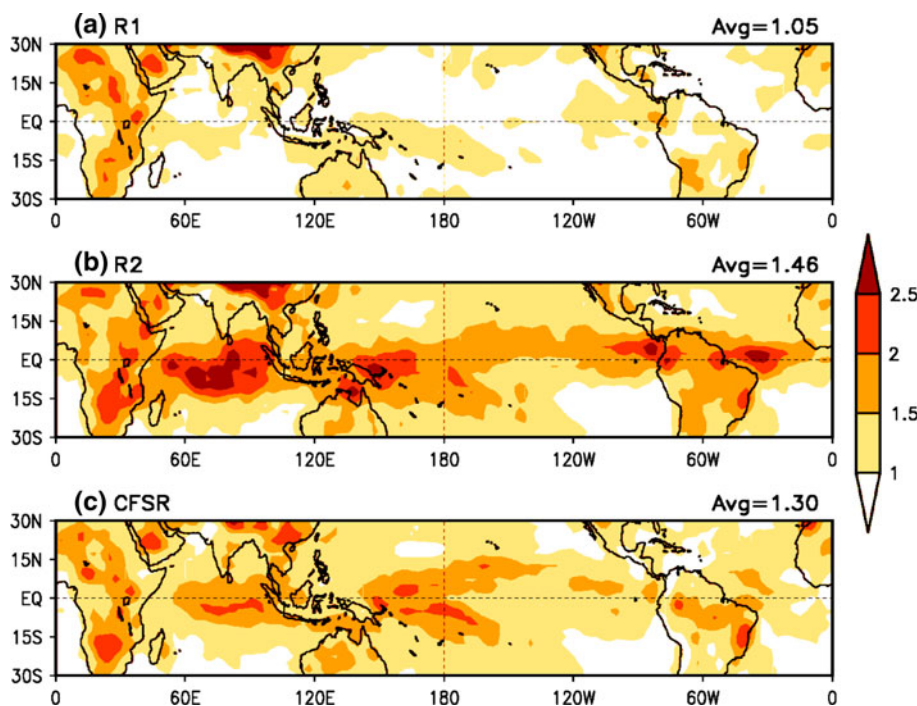 (a) R1 Avg=1.05
30N
15N
EQ
15S
30S
0 60E 120E 180 120W 60W 0
(b) R2 Avg=1.46
30N
15N
EQ
15S
30S
0 60E 120E 180 120W 60W 0
(c) CFSR Avg=1.30
30N
15N
EQ
15S
30S
0 60E 120E 180 120W 60W 0
2.5
2
1.5
1